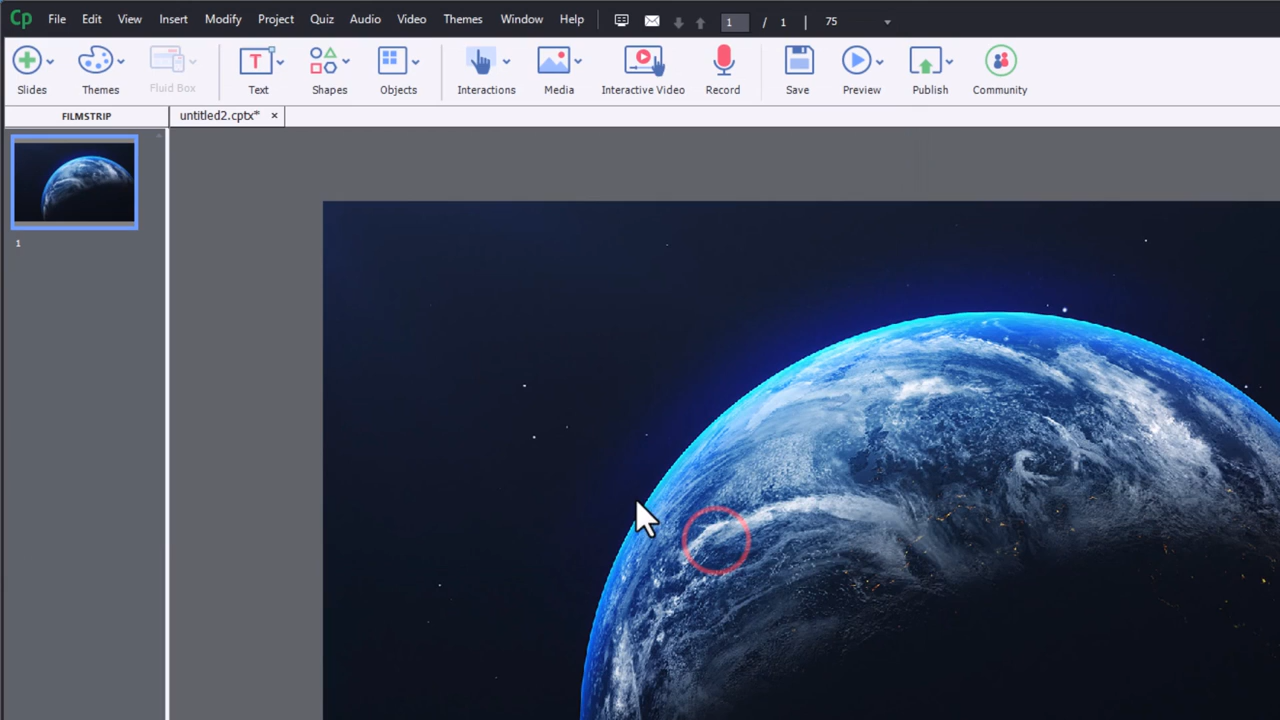 Cp File Edit View Insert Modify Project Quiz Audio Video Themes Window Help 1 / 1 75
Slides Themes Fluid Box Text Shapes Objects Interactions Media Interactive Video Record Save Preview Publish Community
FILMSTRIP untitled2.cptx*
1